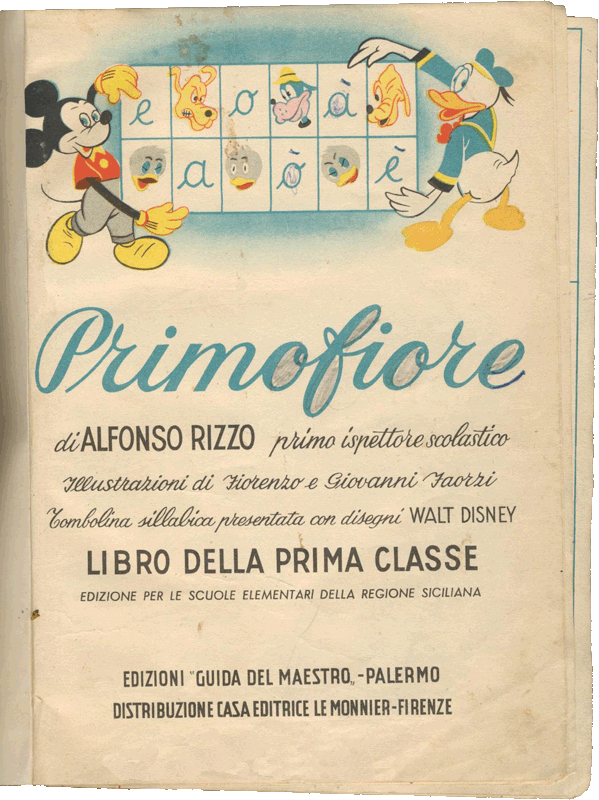 e o à
a ò è
Primofiore
di ALFONSO RIZZO primo ispettore scolastico
Illustrazioni di Fiorenzo e Giovanni Faorzi
Tombolina sillabica presentata con disegni WALT DISNEY
LIBRO DELLA PRIMA CLASSE
EDIZIONE PER LE SCUOLE ELEMENTARI DELLA REGIONE SICILIANA
EDIZIONI "GUIDA DEL MAESTRO„ - PALERMO
DISTRIBUZIONE CASA EDITRICE LE MONNIER - FIRENZE